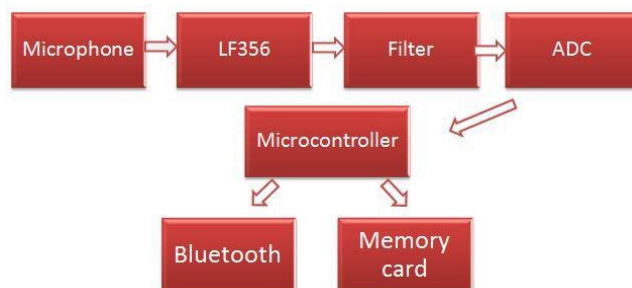 Microphone
LF356
Filter
ADC
Microcontroller
Bluetooth
Memory
card